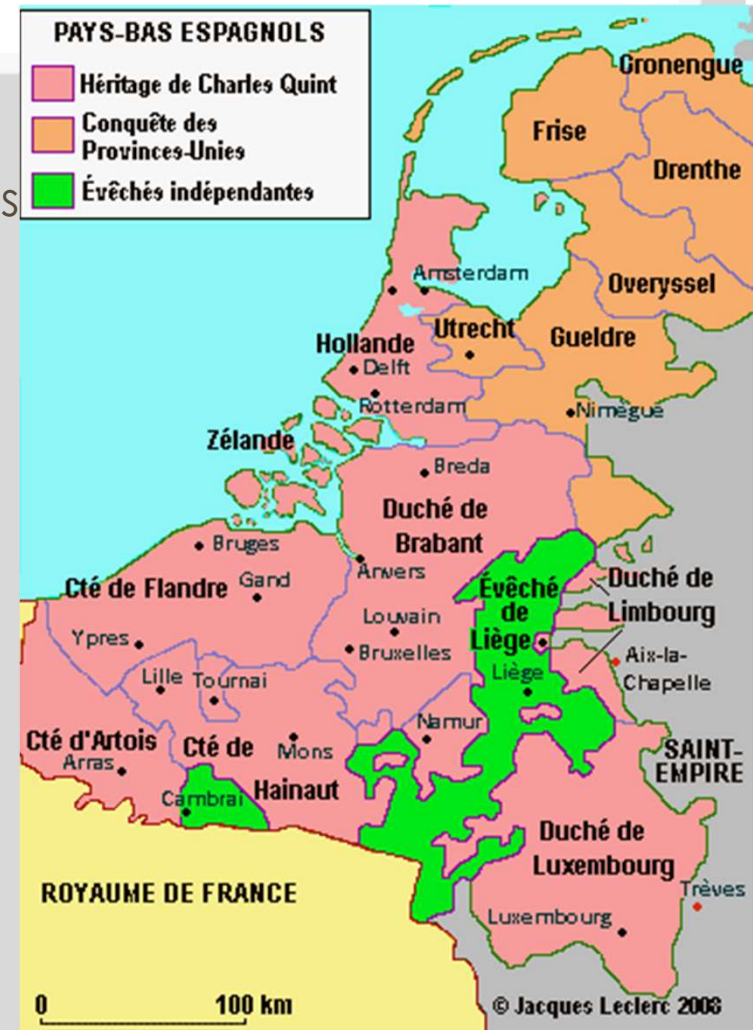 PAYS-BAS ESPAGNOLS
Héritage de Charles Quint
Conquête des
Provinces-Unies
Évêchés indépendantes
s
Gronengue
Frise
Drenthe
Overyssel
Amsterdam
Utrecht
Gueldre
Hollande
Delft
Rotterdam
Nimègue
Zélande
Breda
Duché de
Brabant
Bruges
Anvers
Cté de Flandre
Gand
Évêché
de
Liège
Duché de
Limbourg
Louvain
Ypres
Bruxelles
Aix-la-
Chapelle
Liège
Lille
Tournai
Namur
Cté d'Artois
Arras
Cté de
Hainaut
Mons
SAINT-
EMPIRE
Cambrai
Duché de
Luxembourg
ROYAUME DE FRANCE
Trèves
Luxembourg
0 100 km
© Jacques Leclerc 2008